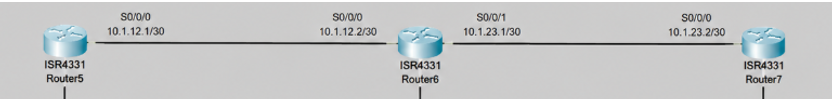 S0/0/0
10.1.12.1/30
S0/0/0
10.1.12.2/30
S0/0/1
10.1.23.1/30
S0/0/0
10.1.23.2/30
ISR4331
Router5
ISR4331
Router6
ISR4331
Router7